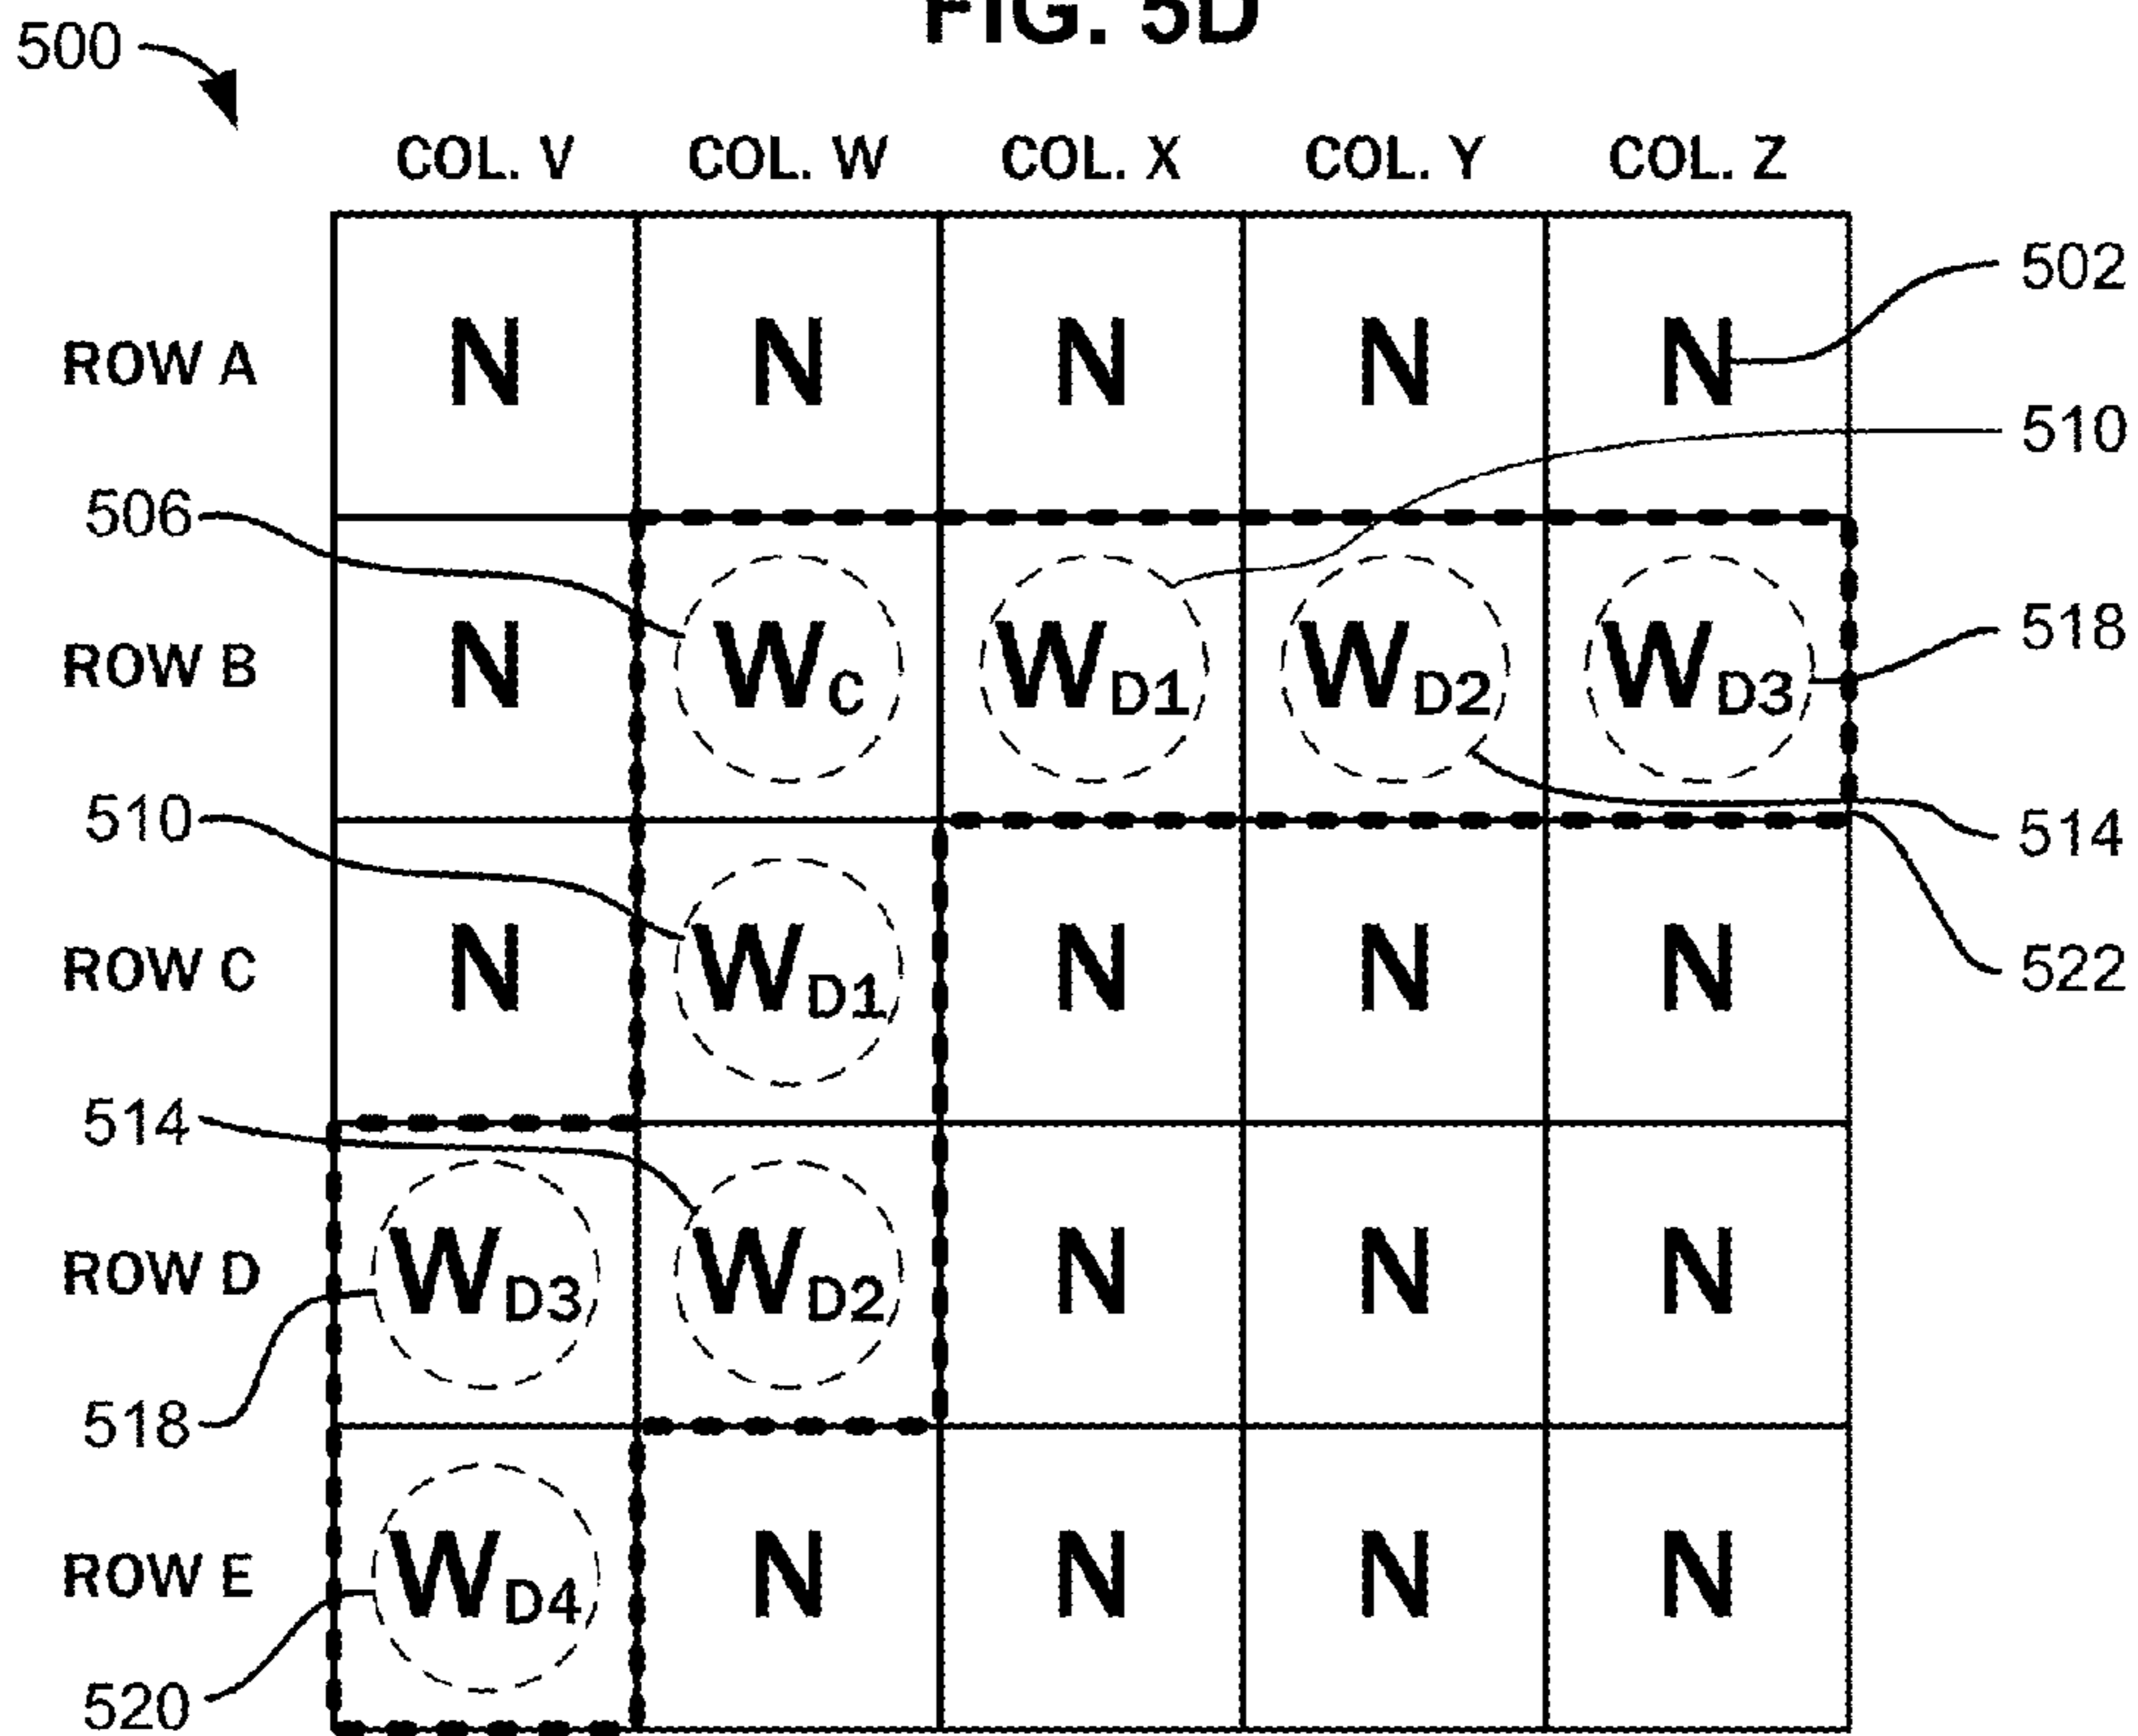 FIG. 5D
500
COL. V COL. W COL. X COL. Y COL. Z
ROW A N N N N N 502
510
506
ROW B N WC WD1 WD2 WD3 518
510 514
ROW C N WD1 N N N 522
514
ROW D WD3 WD2 N N N
518
ROW E WD4 N N N N
520